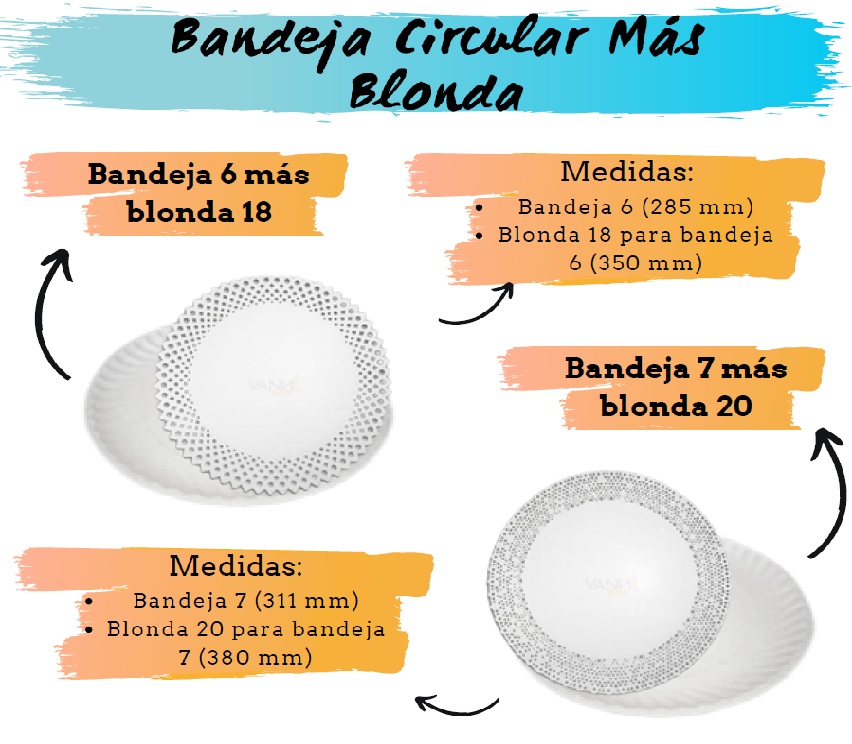 Bandeja Circular Más
Blonda
Bandeja 6 más
blonda 18
Medidas:
• Bandeja 6 (285 mm)
• Blonda 18 para bandeja
6 (350 mm)
Bandeja 7 más
blonda 20
Medidas:
• Bandeja 7 (311 mm)
• Blonda 20 para bandeja
7 (380 mm)